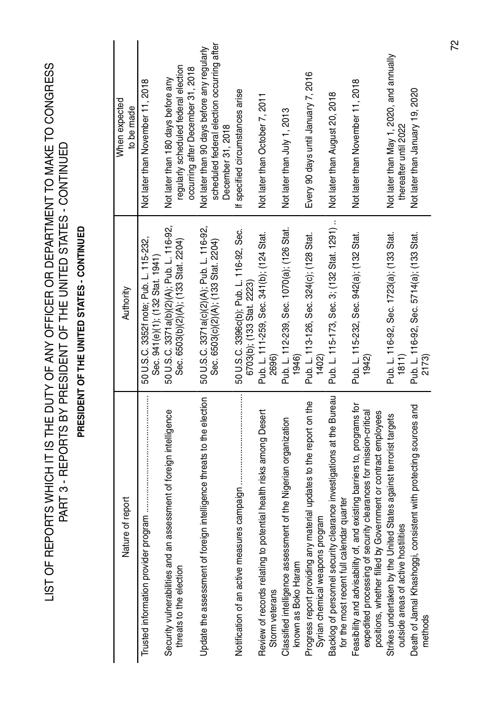 LIST OF REPORTS WHICH IT IS THE DUTY OF ANY OFFICER OR DEPARTMENT TO MAKE TO CONGRESS
PART 3 - REPORTS BY PRESIDENT OF THE UNITED STATES - CONTINUED
PRESIDENT OF THE UNITED STATES - CONTINUED
Nature of report
Authority
When expected
to be made
Trusted information provider program
50 U.S.C. 3352f note; Pub. L. 115-232,
Sec. 941(e)(1); (132 Stat. 1941)
Not later than November 11, 2018
Security vulnerabilities and an assessment of foreign intelligence
threats to the election
50 U.S.C. 3371a(b)(2)(A); Pub. L. 116-92,
Sec. 6503(b)(2)(A); (133 Stat. 2204)
Not later than 180 days before any
regularly scheduled federal election
occurring after December 31, 2018
Update the assessment of foreign intelligence threats to the election
50 U.S.C. 3371a(c)(2)(A); Pub. L. 116-92,
Sec. 6503(c)(2)(A); (133 Stat. 2204)
Not later than 90 days before any regularly
scheduled federal election occurring after
December 31, 2018
Notification of an active measures campaign
50 U.S.C. 3396c(b); Pub. L. 116-92, Sec.
6703(b); (133 Stat. 2223)
If specified circumstances arise
Review of records relating to potential health risks among Desert
Storm veterans
Pub. L. 111-259, Sec. 341(b); (124 Stat.
2696)
Not later than October 7, 2011
Classified intelligence assessment of the Nigerian organization
known as Boko Haram
Pub. L. 112-239, Sec. 1070(a); (126 Stat.
1946)
Not later than July 1, 2013
Progress report providing any material updates to the report on the
Syrian chemical weapons program
Pub. L. 113-126, Sec. 324(c); (128 Stat.
1402)
Every 90 days until January 7, 2016
Backlog of personnel security clearance investigations at the Bureau
for the most recent full calendar quarter
Pub. L. 115-173, Sec. 3; (132 Stat. 1291) ..
Not later than August 20, 2018
Feasibility and advisability of, and existing barriers to, programs for
expedited processing of security clearances for mission-critical
positions, whether filled by Government or contract employees
Pub. L. 115-232, Sec. 942(a); (132 Stat.
1942)
Not later than November 11, 2018
Strikes undertaken by the United States against terrorist targets
outside areas of active hostilities
Pub. L. 116-92, Sec. 1723(a); (133 Stat.
1811)
Not later than May 1, 2020, and annually
thereafter until 2022
Death of Jamal Khashoggi, consistent with protecting sources and
methods
Pub. L. 116-92, Sec. 5714(a); (133 Stat.
2173)
Not later than January 19, 2020
72